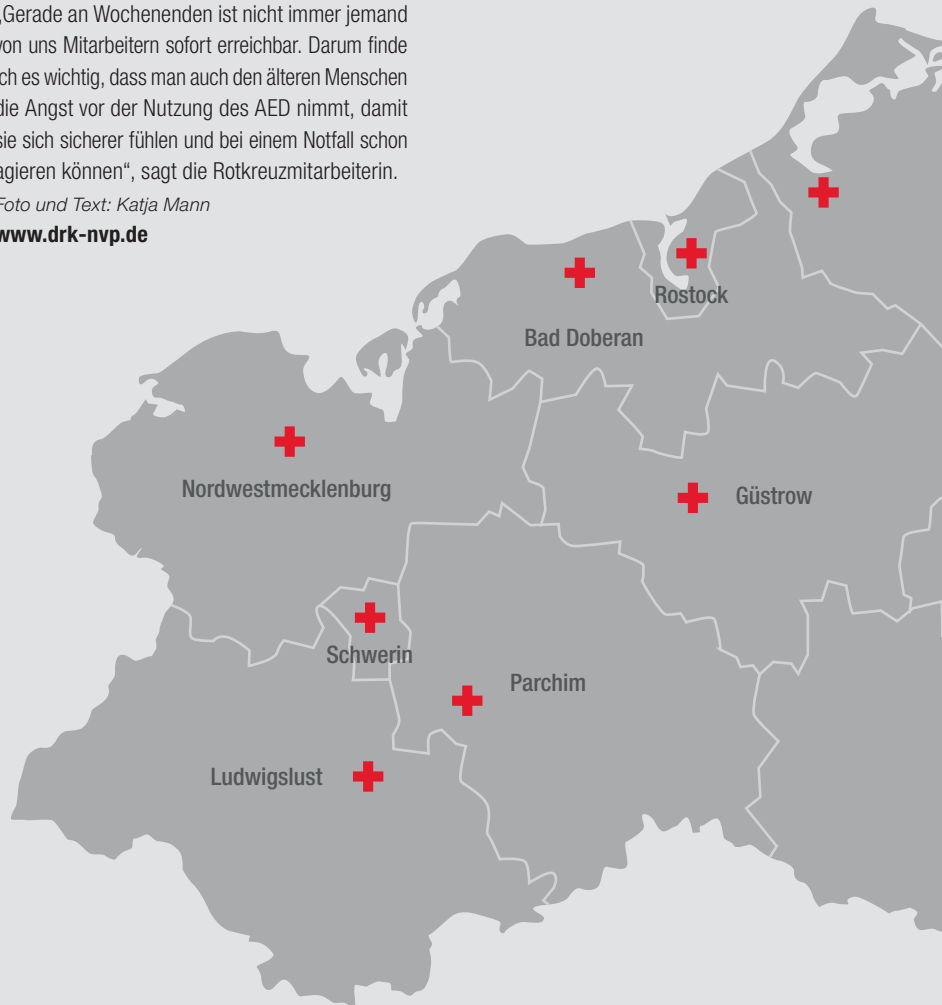 „Gerade an Wochenenden ist nicht immer jemand
von uns Mitarbeitern sofort erreichbar. Darum finde
ich es wichtig, dass man auch den älteren Menschen
die Angst vor der Nutzung des AED nimmt, damit
sie sich sicherer fühlen und bei einem Notfall schon
agieren können“, sagt die Rotkreuzmitarbeiterin.
Foto und Text: Katja Mann
www.drk-nvp.de
Rostock
Bad Doberan
Nordwestmecklenburg
Güstrow
Schwerin
Parchim
Ludwigslust